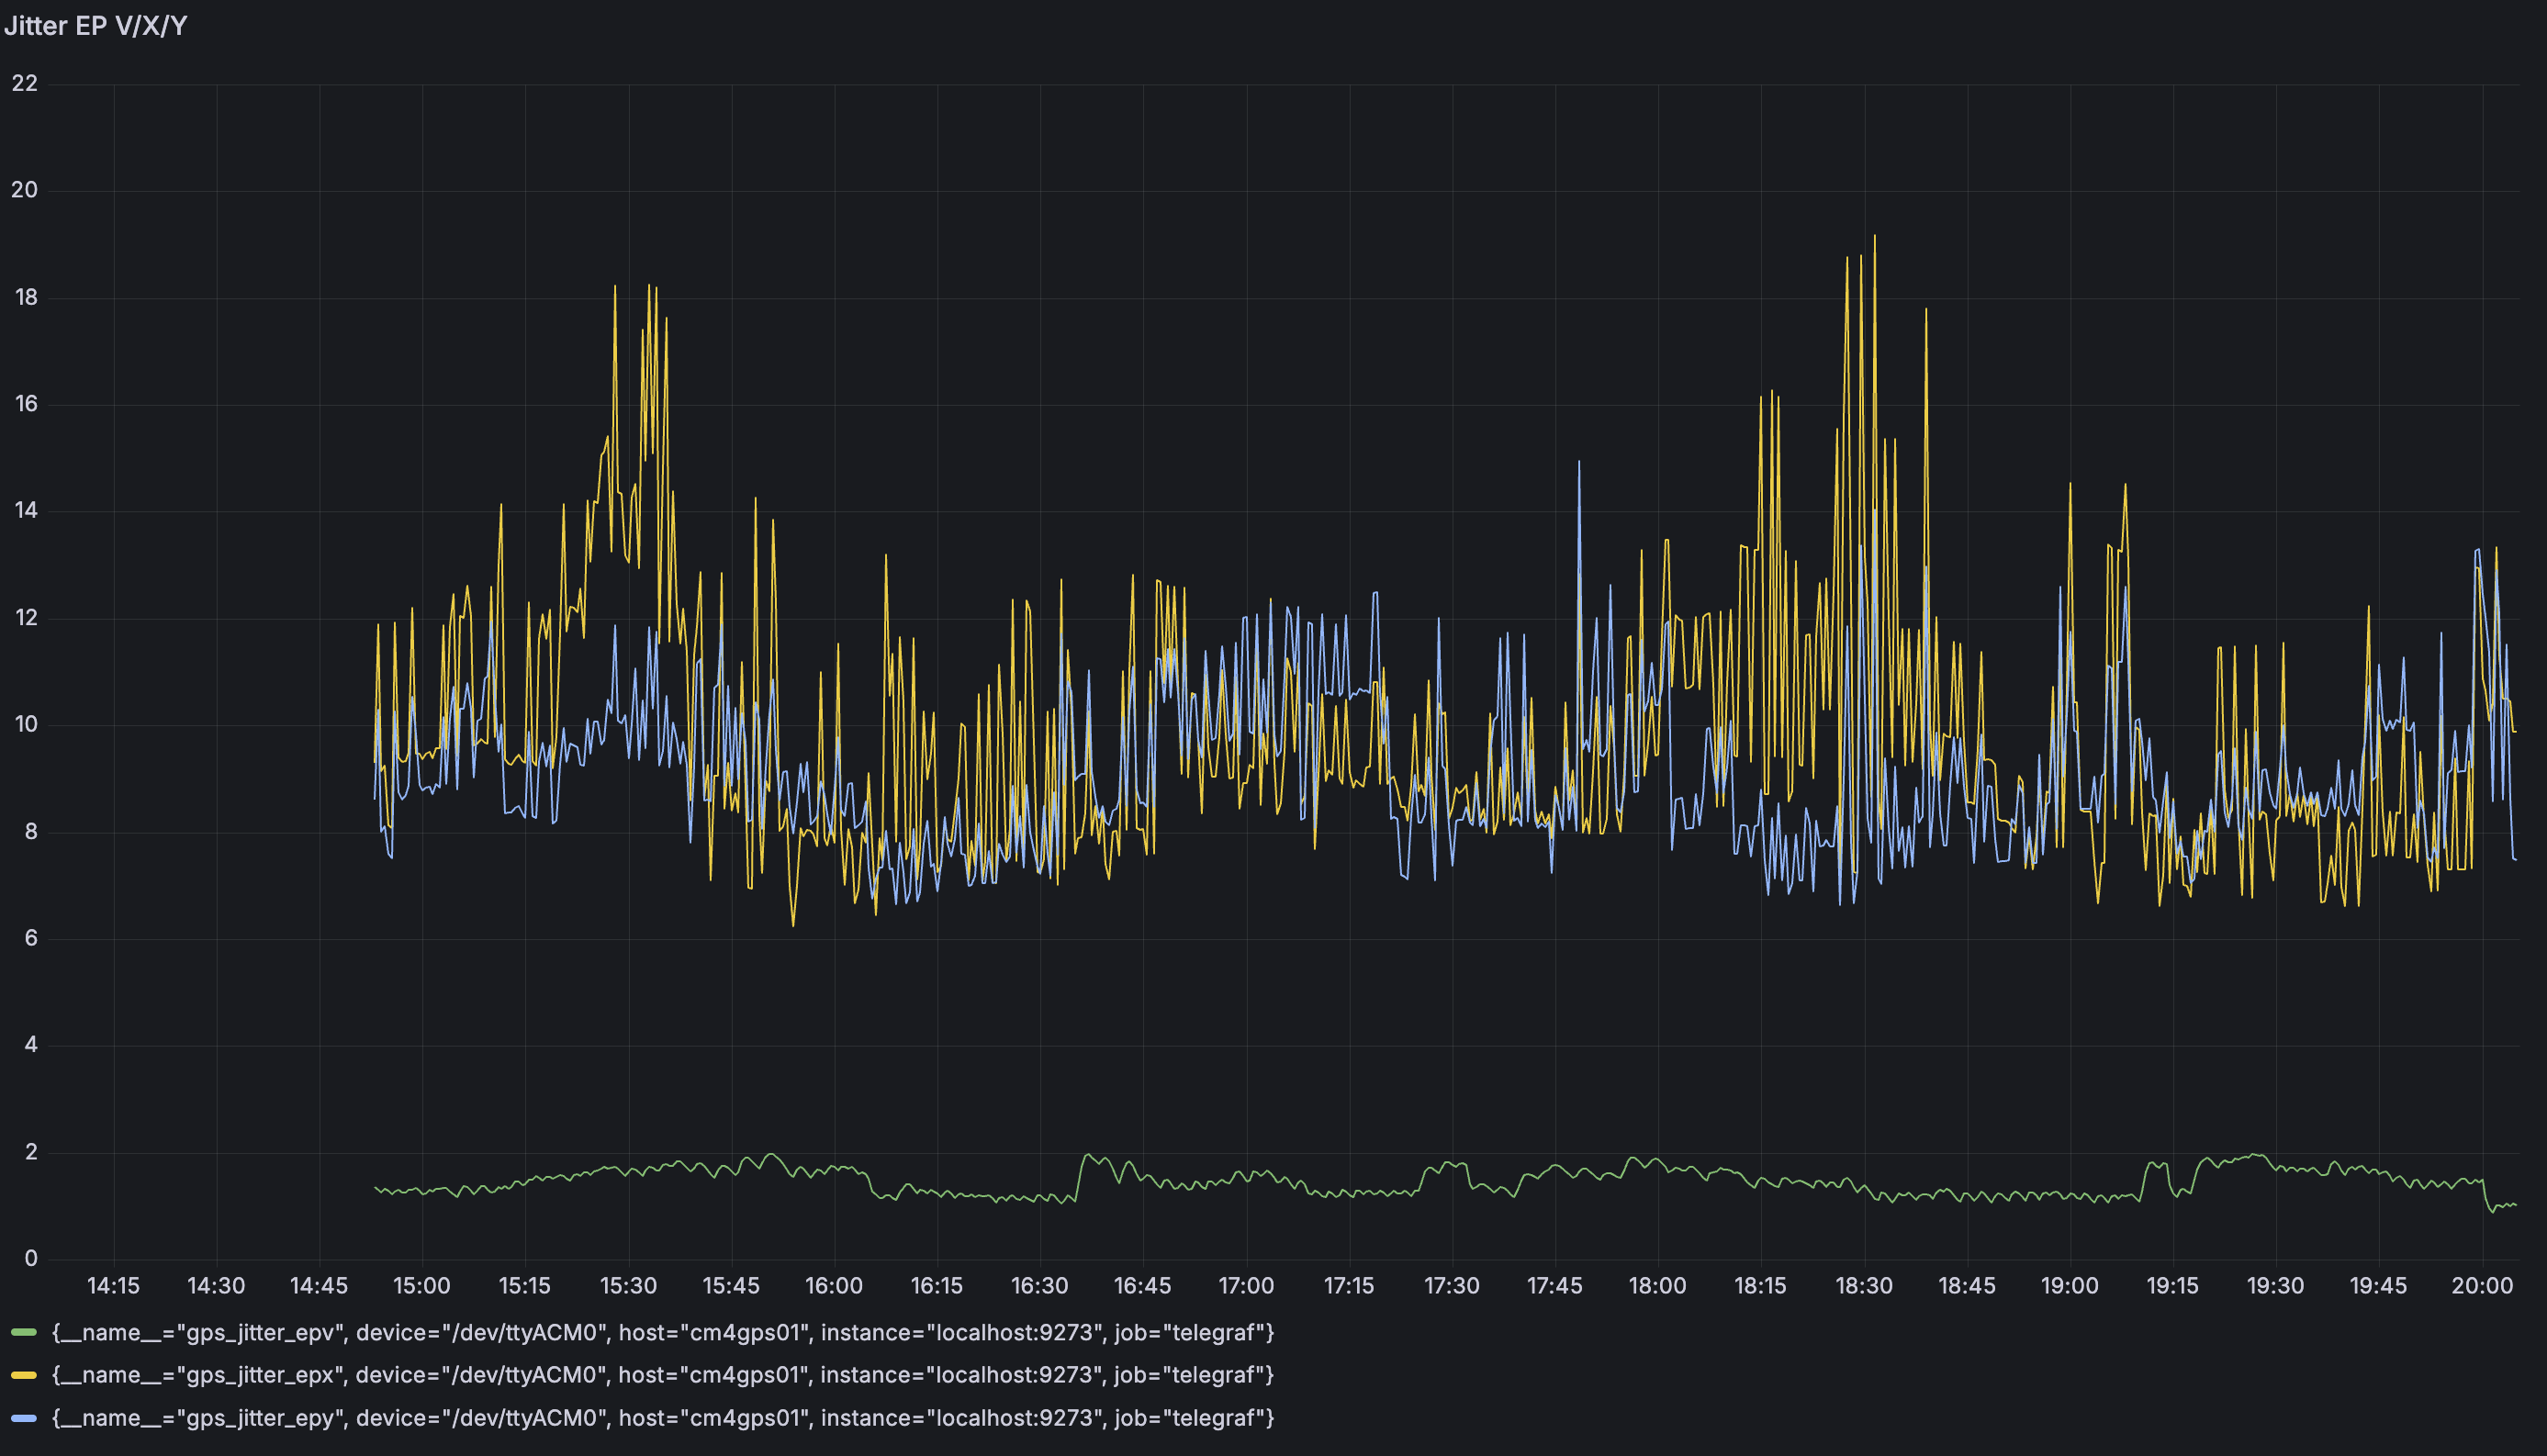 Jitter EP V/X/Y
22
20
18
16
14
12
10
8
6
4
2
0
14:15 14:30 14:45 15:00 15:15 15:30 15:45 16:00 16:15 16:30 16:45 17:00 17:15 17:30 17:45 18:00 18:15 18:30 18:45 19:00 19:15 19:30 19:45 20:00
{__name__="gps_jitter_epv", device="/dev/ttyACM0", host="cm4gps01", instance="localhost:9273", job="telegraf"}
{__name__="gps_jitter_epx", device="/dev/ttyACM0", host="cm4gps01", instance="localhost:9273", job="telegraf"}
{__name__="gps_jitter_epy", device="/dev/ttyACM0", host="cm4gps01", instance="localhost:9273", job="telegraf"}